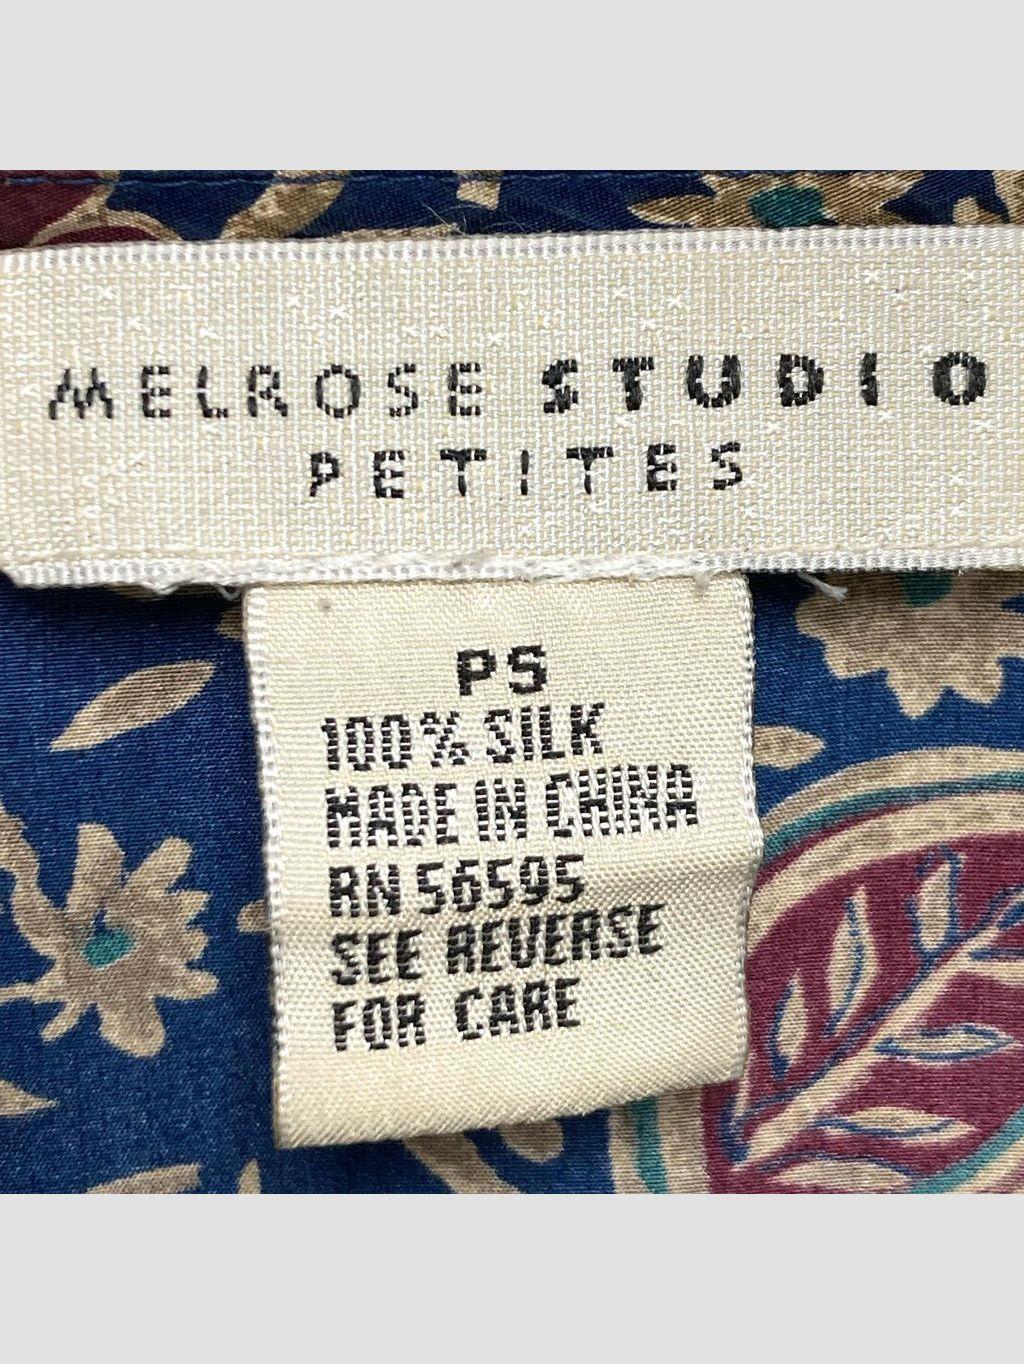 MELROSE STUDIO
PETITES
PS
100% SILK
MADE IN CHINA
RN 56595
SEE REVERSE
FOR CARE